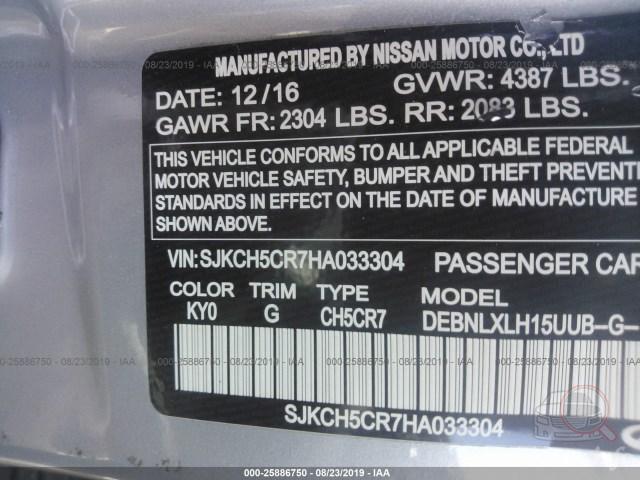 MANUFACTURED BY NISSAN MOTOR CO., LTD
DATE: 12/16 GVWR: 4387 LBS.
GAWR FR: 2304 LBS. RR: 2083 LBS.
THIS VEHICLE CONFORMS TO ALL APPLICABLE FEDERAL
MOTOR VEHICLE SAFETY, BUMPER AND THEFT PREVENTI
STANDARDS IN EFFECT ON THE DATE OF MANUFACTURE
SHOWN ABOVE.
VIN: SJKCH5CR7HA033304 PASSENGER CAR
COLOR TRIM TYPE MODEL
KY0 G CH5CR7 DEBNLXLH15UUB-G-
SJKCH5CR7HA033304
000-25886750 — 08/23/2019 - IAA